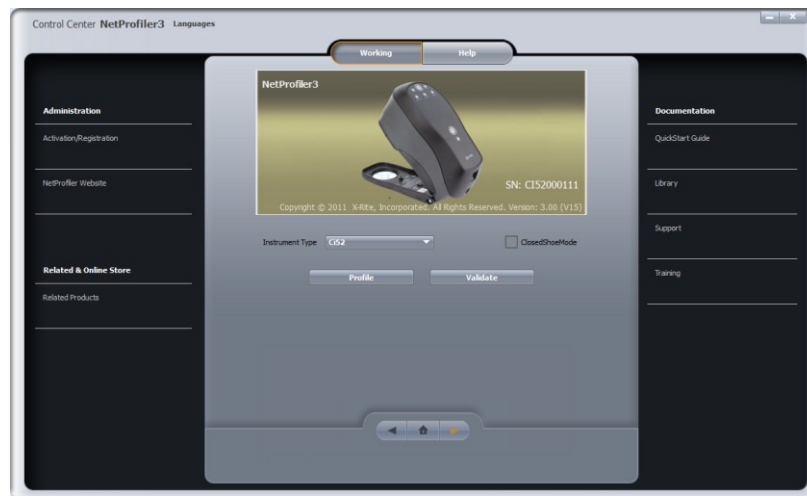 Control Center NetProfiler3 Languages
Working
Help
Administration
Activation/Registration
NetProfiler Website
Related & Online Store
Related Products
NetProfiler3
SN: CI52000111
Copyright © 2011 X-Rite, Incorporated. All Rights Reserved. Version: 3.00 (V15)
Instrument Type
Ci52
ClosedShoeMode
Profile
Validate
Documentation
QuickStart Guide
Library
Support
Training